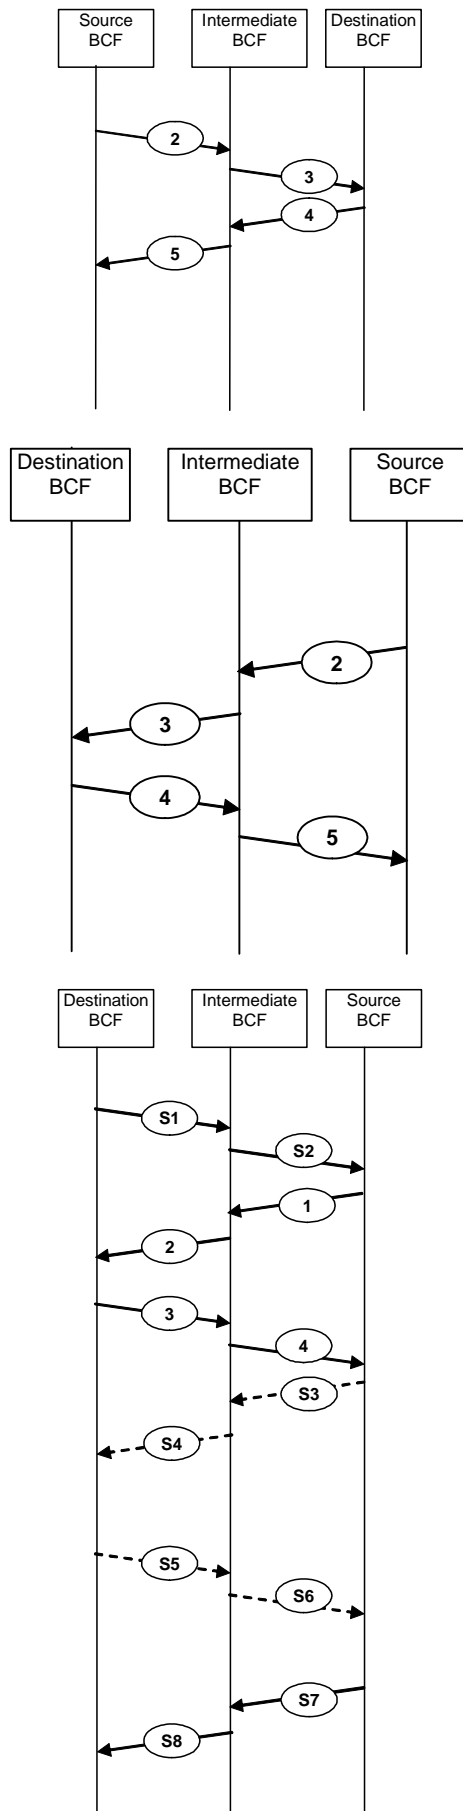 Source
BCF
Intermediate
BCF
Destination
BCF
2
3
4
5
Destination
BCF
Intermediate
BCF
Source
BCF
2
3
4
5
Destination
BCF
Intermediate
BCF
Source
BCF
S1
S2
1
2
3
4
S3
S4
S5
S6
S7
S8